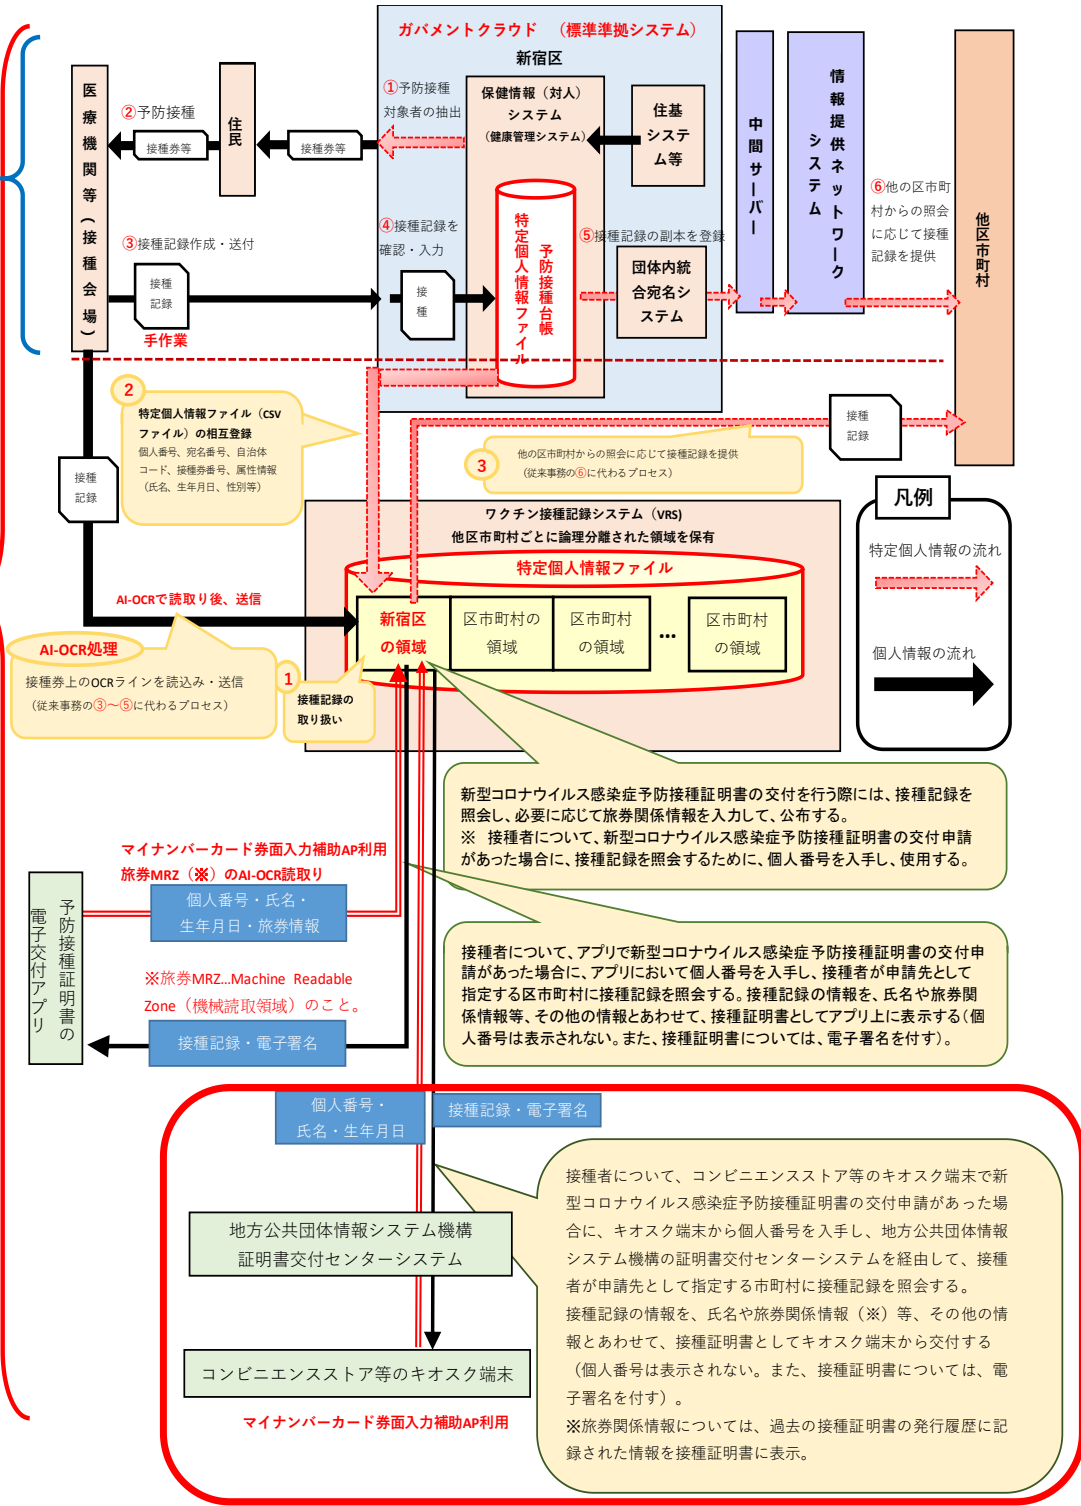 ガバメントクラウド （標準準拠システム）
新宿区
医療機関等（接種会場）
②予防接種
接種券等
住民
接種券等
①予防接種
対象者の抽出
保健情報（対人）
システム
（健康管理システム）
住基
システ
ム等
中間サーバー
情報提供ネットワーク
システム
⑥他の区市町
村からの照会
に応じて接種
記録を提供
他区市町村
③接種記録作成・送付
接種
記録
手作業
④接種記録を
確認・入力
接
種
予防接種台帳
特定個人情報ファイル
⑤接種記録の副本を登録
団体内統
合宛名シ
ステム
2
特定個人情報ファイル（CSV
ファイル）の相互登録
個人番号、宛名番号、自治体
コード、接種券番号、属性情報
（氏名、生年月日、性別等）
接種
記録
3
他の区市町村からの照会に応じて接種記録を提供
（従来事務の⑥に代わるプロセス）
接種
記録
凡例
特定個人情報の流れ
個人情報の流れ
ワクチン接種記録システム（VRS)
他区市町村ごとに論理分離された領域を保有
特定個人情報ファイル
新宿区
の領域
区市町村の
領域
区市町村
の領域
…
区市町村
の領域
AI-OCRで読取り後、送信
AI-OCR処理
接種券上のOCRラインを読込み・送信
（従来事務の③～⑤に代わるプロセス）
1
接種記録の
取り扱い
新型コロナウイルス感染症予防接種証明書の交付を行う際には、接種記録を
照会し、必要に応じて旅券関係情報を入力して、公布する。
※ 接種者について、新型コロナウイルス感染症予防接種証明書の交付申請
があった場合に、接種記録を照会するために、個人番号を入手し、使用する。
マイナンバーカード券面入力補助AP利用
旅券MRZ（※）のAI-OCR読取り
予防接種証明書の
電子交付アプリ
個人番号・氏名・
生年月日・旅券情報
※旅券MRZ…Machine Readable
Zone（機械読取領域）のこと。
接種記録・電子署名
接種者について、アプリで新型コロナウイルス感染症予防接種証明書の交付申
請があった場合に、アプリにおいて個人番号を入手し、接種者が申請先として
指定する区市町村に接種記録を照会する。接種記録の情報を、氏名や旅券関
係情報等、その他の情報とあわせて、接種証明書としてアプリ上に表示する（個
人番号は表示されない。また、接種証明書については、電子署名を付す）。
個人番号・
氏名・生年月日
接種記録・電子署名
地方公共団体情報システム機構
証明書交付センターシステム
コンビニエンスストア等のキオスク端末
マイナンバーカード券面入力補助AP利用
接種者について、コンビニエンスストア等のキオスク端末で新
型コロナウイルス感染症予防接種証明書の交付申請があった場
合に、キオスク端末から個人番号を入手し、地方公共団体情報
システム機構の証明書交付センターシステムを経由して、接種
者が申請先として指定する市町村に接種記録を照会する。
接種記録の情報を、氏名や旅券関係情報（※）等、その他の情
報とあわせて、接種証明書としてキオスク端末から交付する
（個人番号は表示されない。また、接種証明書については、電
子署名を付す）。
※旅券関係情報については、過去の接種証明書の発行履歴に記
録された情報を接種証明書に表示。